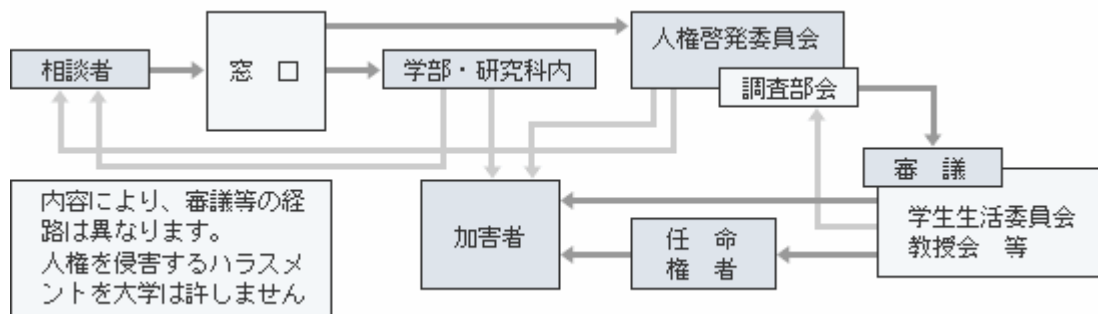 相談者
窓 口
学部・研究科内
人権啓発委員会
調査部会
審 議
学生生活委員会
教授会 等
任 命
権 者
加害者
内容により、審議等の経
路は異なります。
人権を侵害するハラスメ
ントを大学は許しません